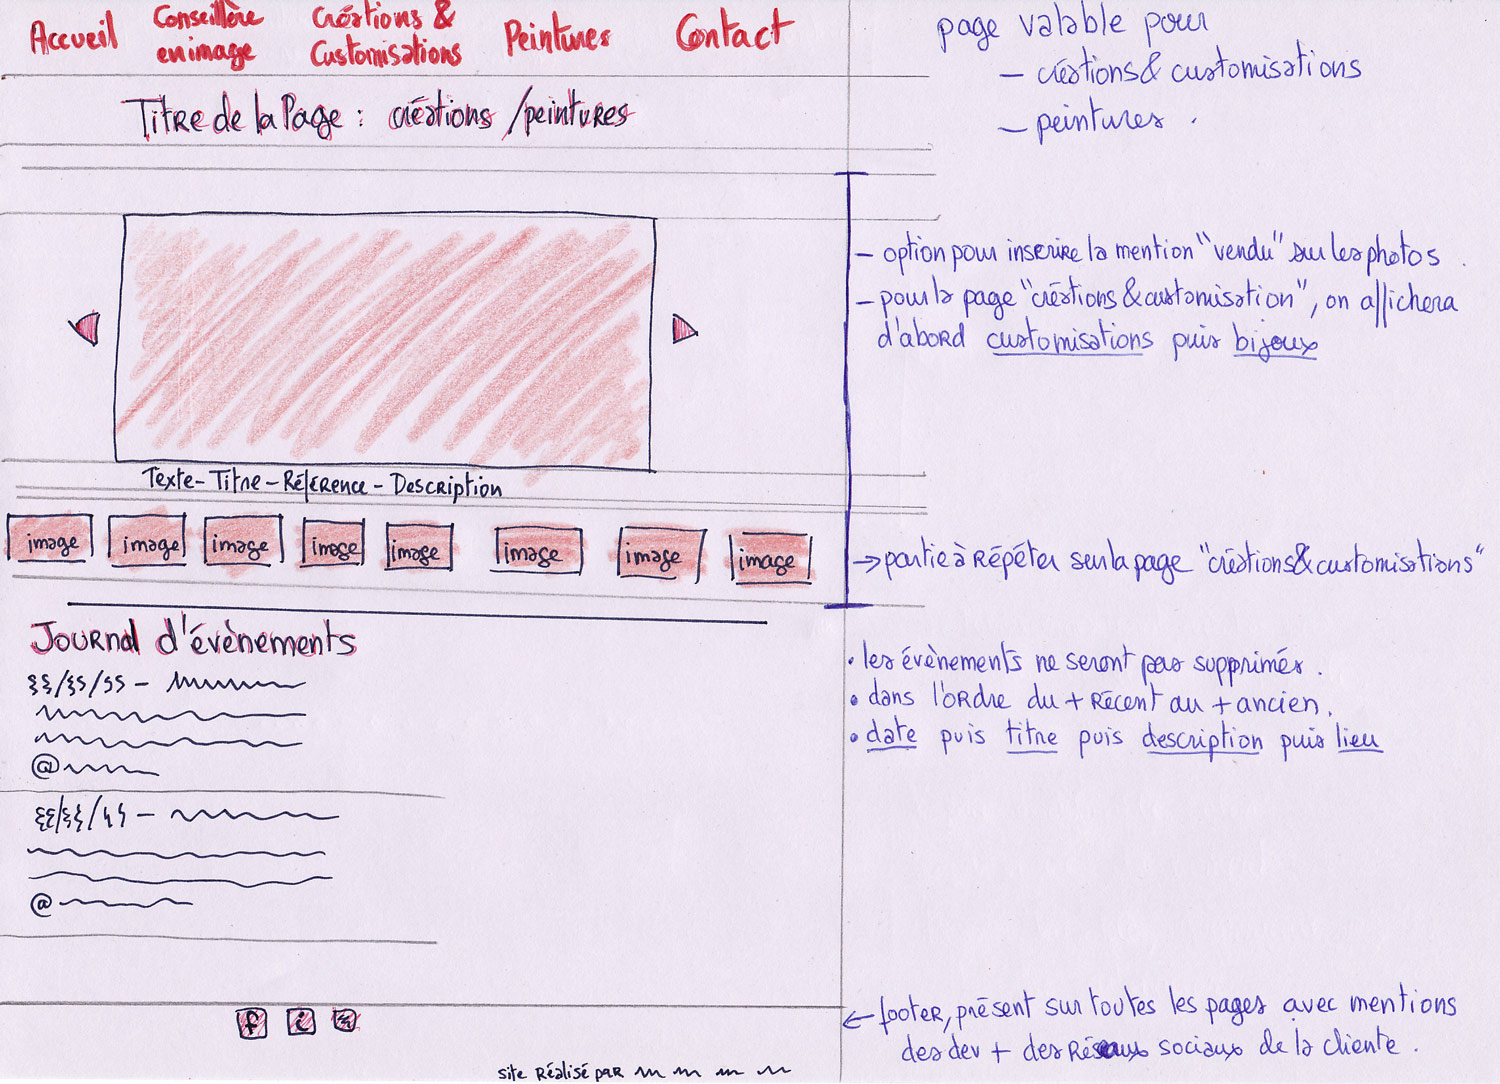 Accueil
Conseillère
en image
Créations &
Customisations
Peintures
Contact
Titre de la Page : créations / peintures
Texte - Titre - Référence - Description
image image image image image image image image
Journal d'évènements
@
@
f
site Réalisé par
page valable pour
– créations & customisations
– peintures .
– option pour inscrire la mention "vendu" sur les photos .
– pour la page "créations & customisation", on affichera
d'abord customisations puis bijoux
→ partie à Répéter sur la page "créations & customisations"
• les évènements ne seront pas supprimés .
• dans l'ordre du + Récent au + ancien .
• date puis titre puis description puis lieu
← footer, présent sur toutes les pages avec mentions
des dev + des Réseaux sociaux de la cliente .